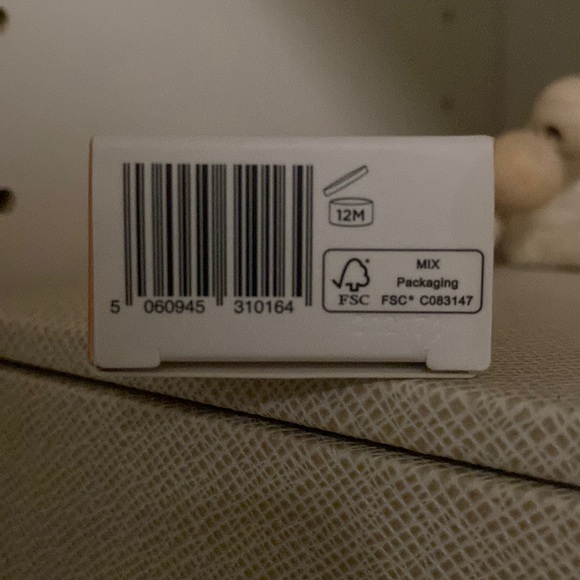 12M
MIX
Packaging
FSC
FSC® C083147
5 060945 310164